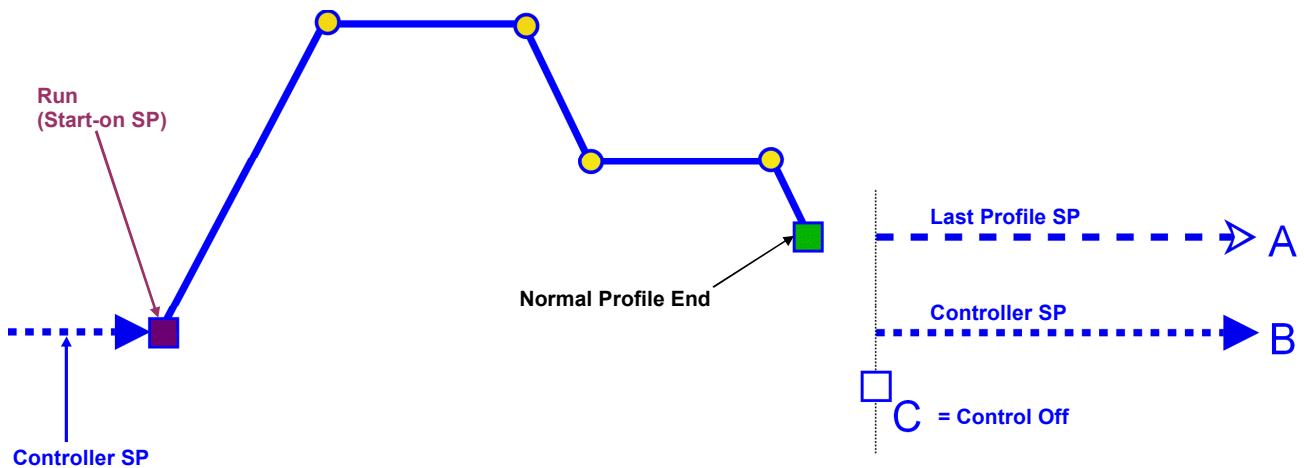 Run
(Start-on SP)
Last Profile SP
A
Normal Profile End
Controller SP
B
C = Control Off
Controller SP